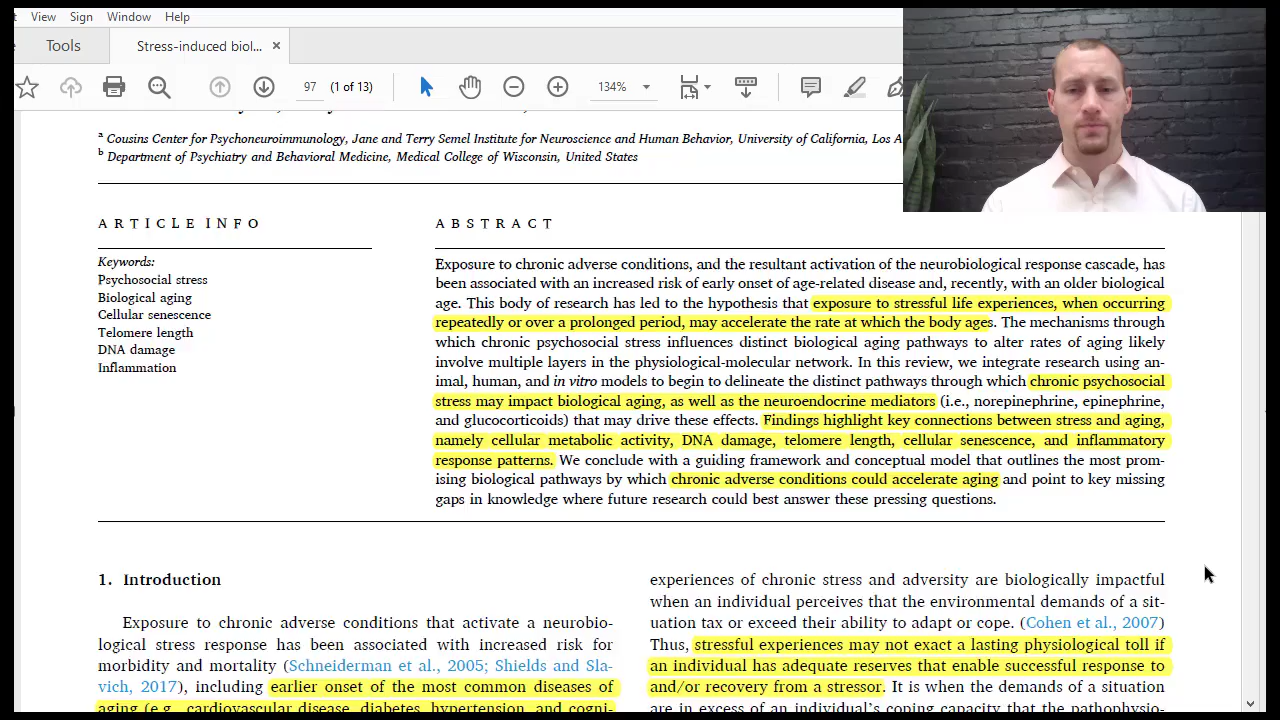 View Sign Window Help
Tools Stress-induced biol... ×
97 (1 of 13) 134%
a Cousins Center for Psychoneuroimmunology, Jane and Terry Semel Institute for Neuroscience and Human Behavior, University of California, Los A
b Department of Psychiatry and Behavioral Medicine, Medical College of Wisconsin, United States
ARTICLE INFO
Keywords:
Psychosocial stress
Biological aging
Cellular senescence
Telomere length
DNA damage
Inflammation
ABSTRACT
Exposure to chronic adverse conditions, and the resultant activation of the neurobiological response cascade, has
been associated with an increased risk of early onset of age-related disease and, recently, with an older biological
age. This body of research has led to the hypothesis that exposure to stressful life experiences, when occurring
repeatedly or over a prolonged period, may accelerate the rate at which the body ages. The mechanisms through
which chronic psychosocial stress influences distinct biological aging pathways to alter rates of aging likely
involve multiple layers in the physiological-molecular network. In this review, we integrate research using an-
imal, human, and in vitro models to begin to delineate the distinct pathways through which chronic psychosocial
stress may impact biological aging, as well as the neuroendocrine mediators (i.e., norepinephrine, epinephrine,
and glucocorticoids) that may drive these effects. Findings highlight key connections between stress and aging,
namely cellular metabolic activity, DNA damage, telomere length, cellular senescence, and inflammatory
response patterns. We conclude with a guiding framework and conceptual model that outlines the most prom-
ising biological pathways by which chronic adverse conditions could accelerate aging and point to key missing
gaps in knowledge where future research could best answer these pressing questions.
1. Introduction
Exposure to chronic adverse conditions that activate a neurobio-
logical stress response has been associated with increased risk for
morbidity and mortality (Schneiderman et al., 2005; Shields and Sla-
vich, 2017), including earlier onset of the most common diseases of
aging (e.g., cardiovascular disease, diabetes, hypertension, and cogni-
experiences of chronic stress and adversity are biologically impactful
when an individual perceives that the environmental demands of a sit-
uation tax or exceed their ability to adapt or cope. (Cohen et al., 2007)
Thus, stressful experiences may not exact a lasting physiological toll if
an individual has adequate reserves that enable successful response to
and/or recovery from a stressor. It is when the demands of a situation
are in excess of an individual's coping capacity that the pathophysio-